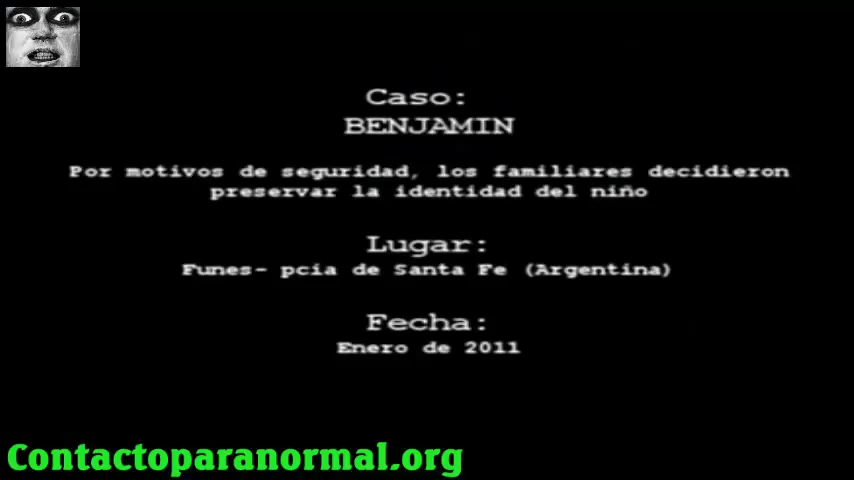 Caso:
BENJAMIN
Por motivos de seguridad, los familiares decidieron
preservar la identidad del niño
Lugar:
Funes- pcia de Santa Fe (Argentina)
Fecha:
Enero de 2011
Contactoparanormal.org